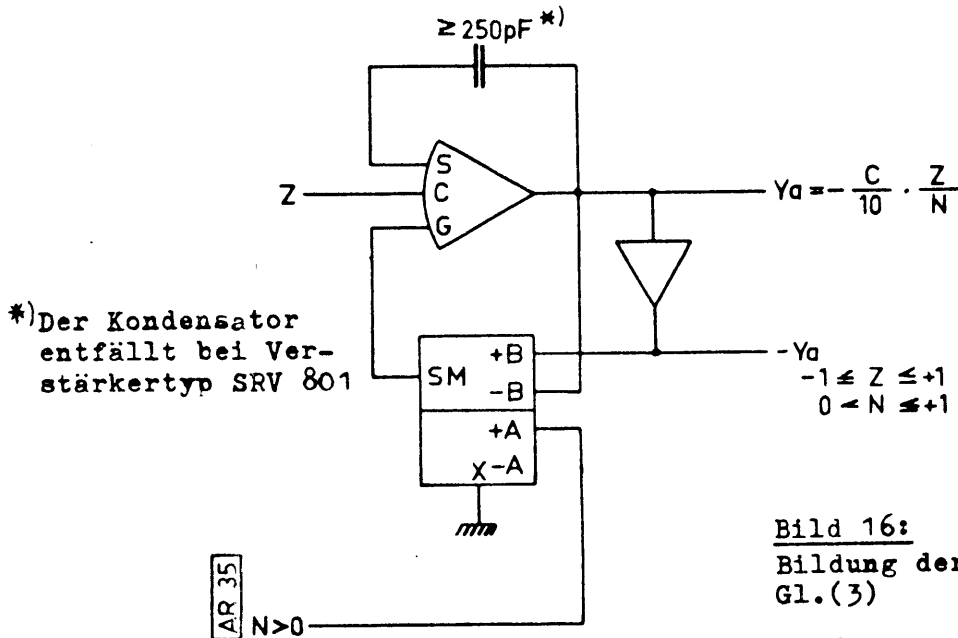 ≥250pF *)
S
Z
C
G
Ya = - C/10 · Z/N
*)Der Kondensator
entfällt bei Ver-
stärkertyp SRV 801
SM
+B
-B
-Ya
-1 ≤ Z ≤ +1
0 < N ≤ +1
+A
X -A
Bild 16:
Bildung der
Gl.(3)
AR 35
N>0